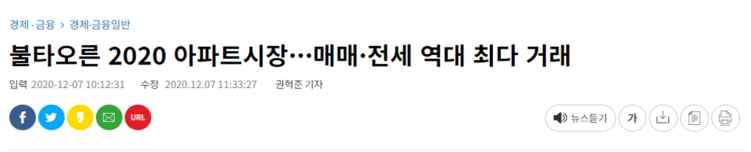 경제 · 금융 > 경제·금융일반
불타오른 2020 아파트시장…매매·전세 역대 최다 거래
입력 2020-12-07 10:12:31 수정 2020.12.07 11:33:27 권혁준 기자
f URL 뉴스듣기 가